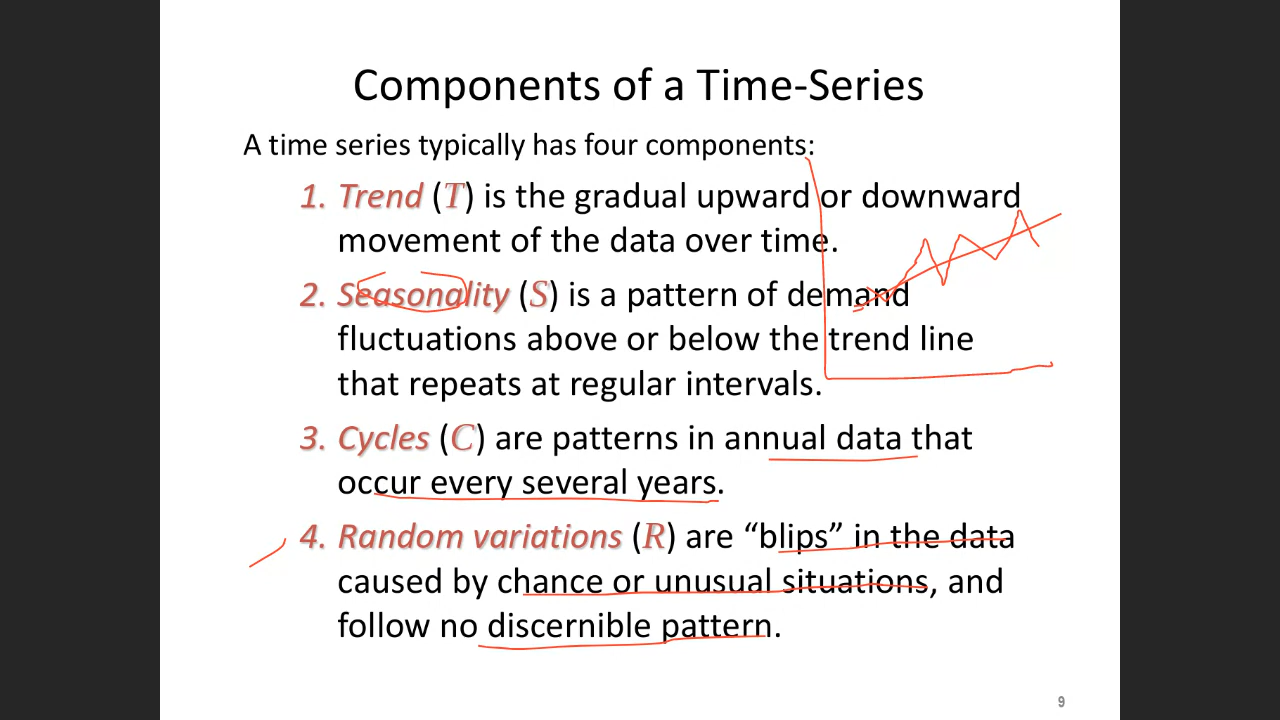 Components of a Time-Series
A time series typically has four components:
1. Trend (T) is the gradual upward or downward
movement of the data over time.
2. Seasonality (S) is a pattern of demand
fluctuations above or below the trend line
that repeats at regular intervals.
3. Cycles (C) are patterns in annual data that
occur every several years.
4. Random variations (R) are “blips” in the data
caused by chance or unusual situations, and
follow no discernible pattern.
9